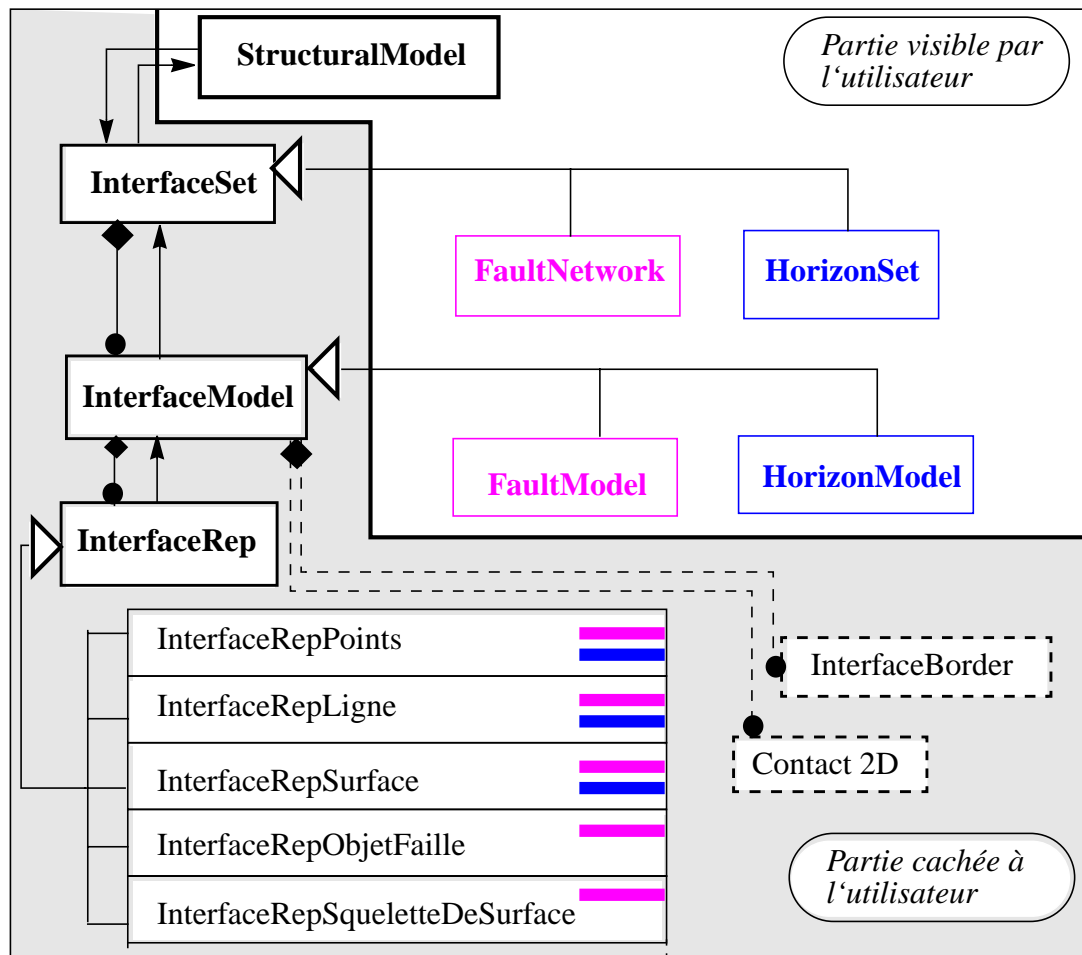 StructuralModel
Partie visible par
l‘utilisateur
InterfaceSet
FaultNetwork
HorizonSet
InterfaceModel
FaultModel
HorizonModel
InterfaceRep
InterfaceRepPoints
InterfaceBorder
InterfaceRepLigne
Contact 2D
InterfaceRepSurface
InterfaceRepObjetFaille
Partie cachée à
l‘utilisateur
InterfaceRepSqueletteDeSurface